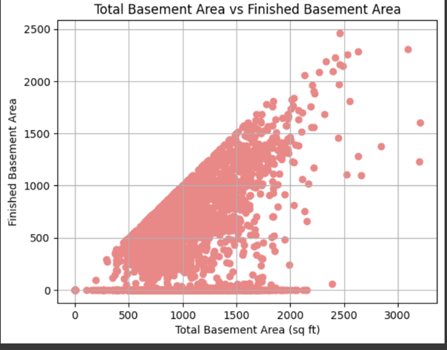 Total Basement Area vs Finished Basement Area
2500
2000
1500
1000
500
0
Finished Basement Area
0 500 1000 1500 2000 2500 3000
Total Basement Area (sq ft)